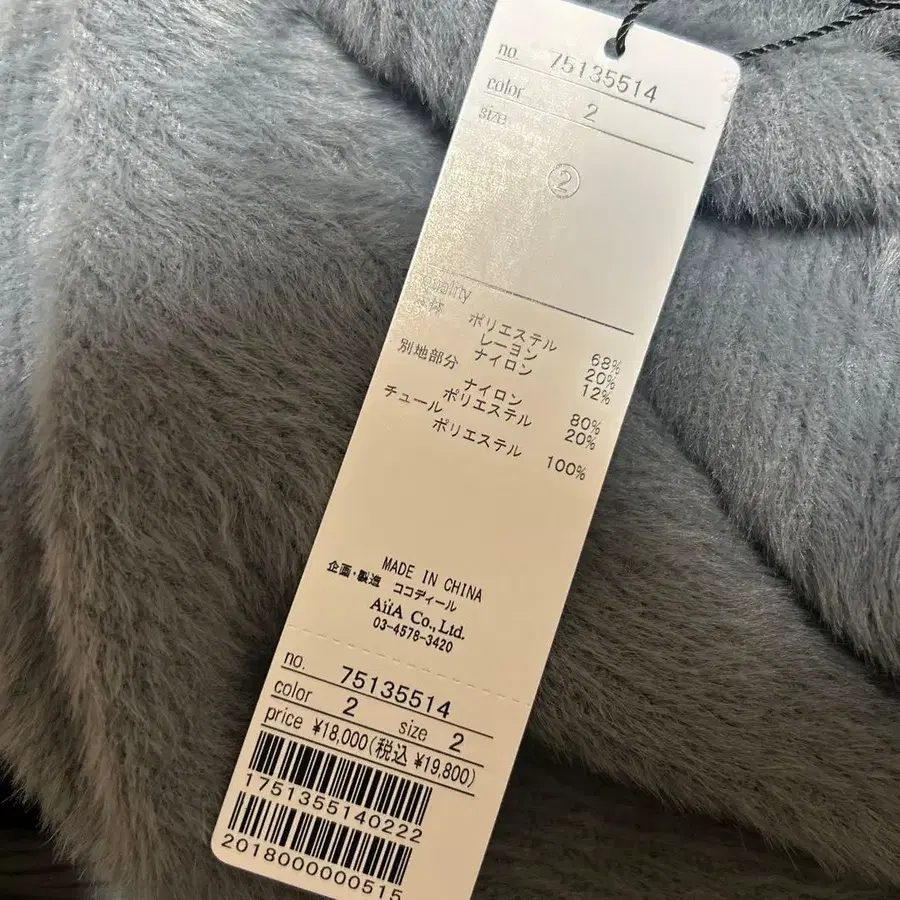 no. 75135514
color 2
size
②
quality
本体
ポリエステル 68%
レーヨン 20%
ナイロン 12%
別地部分
ナイロン 80%
ポリエステル 20%
チュール
ポリエステル 100%
MADE IN CHINA
企画・製造 ココディール
AiiA Co.,Ltd.
03-4578-3420
no. 75135514
color 2 size 2
price ¥18,000(税込 ¥19,800)
1751355140222
2018000000515